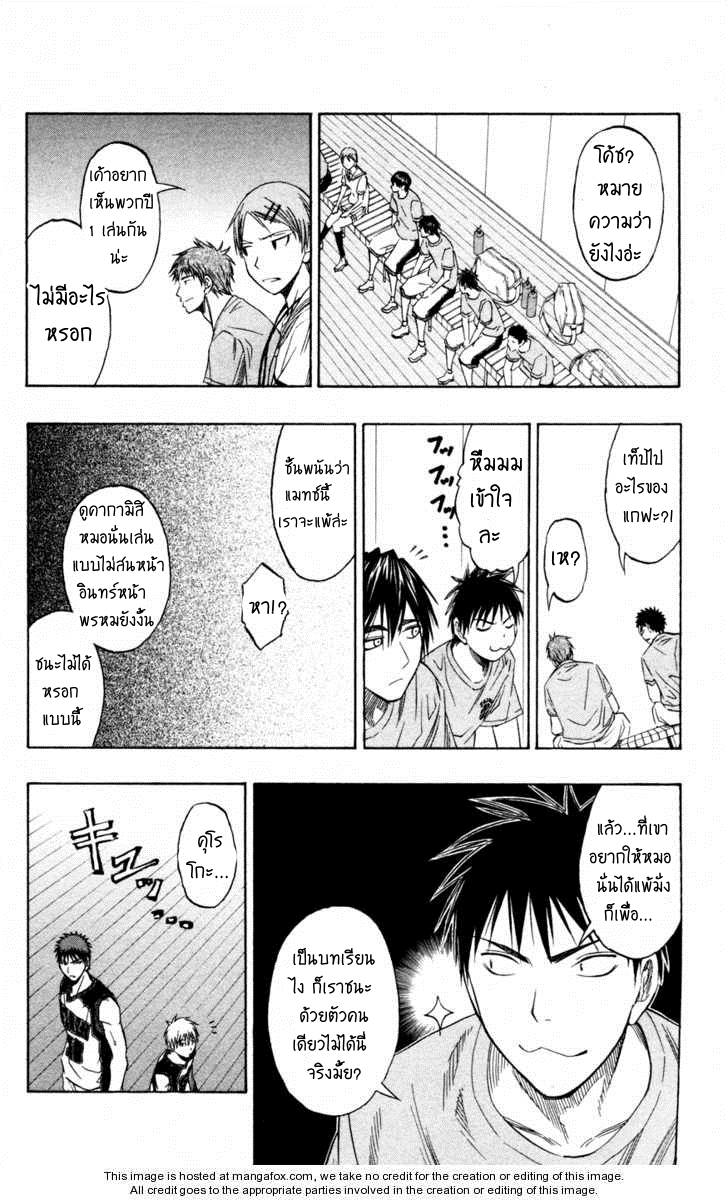 โค้ช?
หมาย
ความว่า
ยังไงอ่ะ
เค้าอยาก
เห็นพวกปี
1 เล่นกัน
น่ะ
ไม่มีอะไร
หรอก
เท็ปไป
อะไรของ
แกฟะ?!
เห?
หืมมม
เข้าใจ
ละ
フッ
フッ
フッ
ชั้นพนันว่า
แมทช์นี้
เราจะแพ้ล่ะ
หา!?
ดูคากามิสิ
หมอนั่นเล่น
แบบไม่สนหน้า
อินทร์หน้า
พรหมยังงั้น
ชนะไม่ได้
หรอก
แบบนี้
แล้ว...ที่เขา
อยากให้หมอ
นั่นได้แพ้มั่ง
ก็เพื่อ...
เป็นบทเรียน
ไง ก็เราชนะ
ด้วยตัวคน
เดียวไม่ได้นี่
จริงมั้ย?
คุโร
โกะ...
キュッ...
This image is hosted at mangafox.com, we take no credit for the creation or editing of this image.
All credit goes to the appropriate parties involved in the creation or editing of this image.